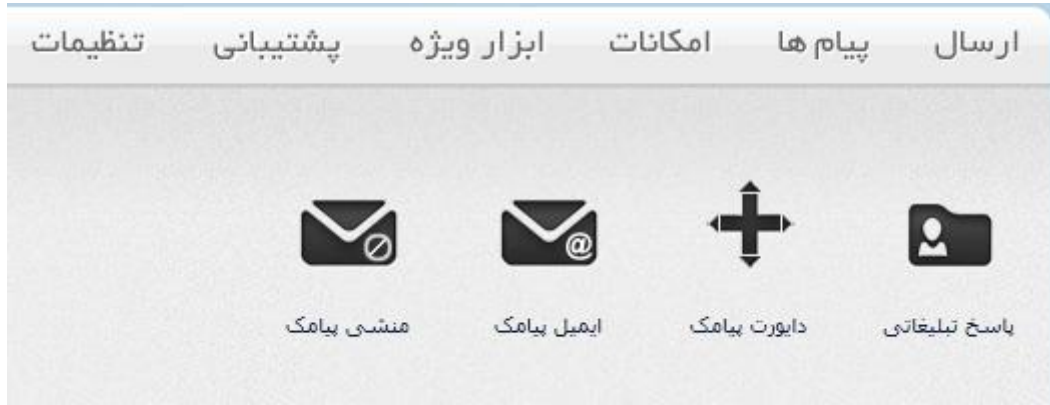 ارسال پیام ها امکانات ابزار ویژه پشتیبانی تنظیمات
@
پاسخ تبلیغاتی دایورت پیامک ایمیل پیامک منشی پیامک